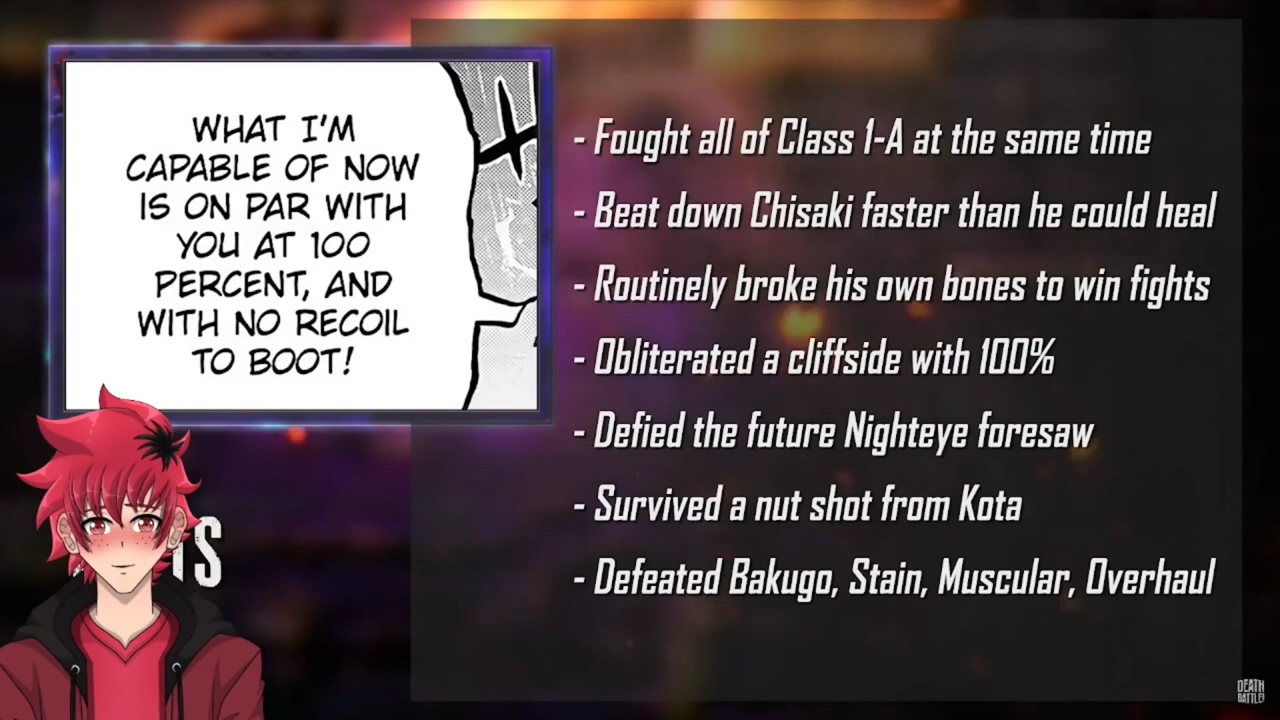 WHAT I'M
CAPABLE OF NOW
IS ON PAR WITH
YOU AT 100
PERCENT, AND
WITH NO RECOIL
TO BOOT!
- Fought all of Class 1-A at the same time
- Beat down Chisaki faster than he could heal
- Routinely broke his own bones to win fights
- Obliterated a cliffside with 100%
- Defied the future Nighteye foresaw
- Survived a nut shot from Kota
- Defeated Bakugo, Stain, Muscular, Overhaul
DEATH
BATTLE!